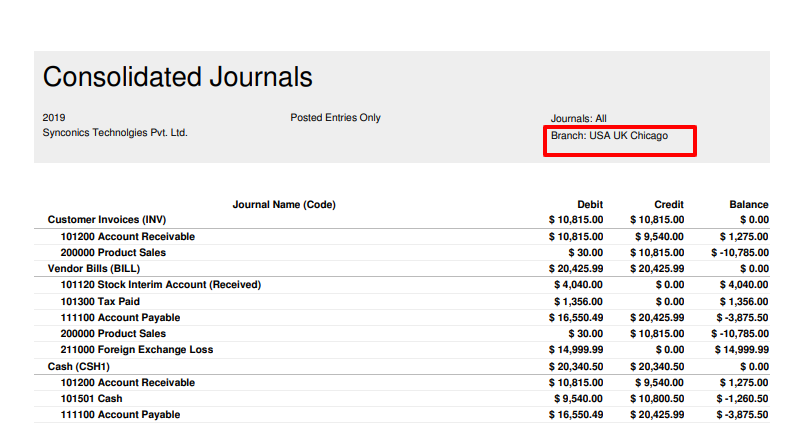 Consolidated Journals
2019 Posted Entries Only Journals: All
Synconics Technolgies Pvt. Ltd. Branch: USA UK Chicago
Journal Name (Code) Debit Credit Balance
Customer Invoices (INV) $ 10,815.00 $ 10,815.00 $ 0.00
101200 Account Receivable $ 10,815.00 $ 9,540.00 $ 1,275.00
200000 Product Sales $ 30.00 $ 10,815.00 $ -10,785.00
Vendor Bills (BILL) $ 20,425.99 $ 20,425.99 $ 0.00
101120 Stock Interim Account (Received) $ 4,040.00 $ 0.00 $ 4,040.00
101300 Tax Paid $ 1,356.00 $ 0.00 $ 1,356.00
111100 Account Payable $ 16,550.49 $ 20,425.99 $ -3,875.50
200000 Product Sales $ 30.00 $ 10,815.00 $ -10,785.00
211000 Foreign Exchange Loss $ 14,999.99 $ 0.00 $ 14,999.99
Cash (CSH1) $ 20,340.50 $ 20,340.50 $ 0.00
101200 Account Receivable $ 10,815.00 $ 9,540.00 $ 1,275.00
101501 Cash $ 9,540.00 $ 10,800.50 $ -1,260.50
111100 Account Payable $ 16,550.49 $ 20,425.99 $ -3,875.50